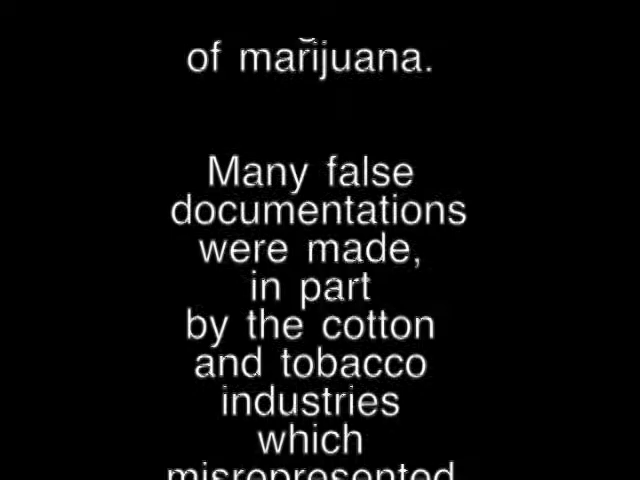 of marijuana.
Many false
documentations
were made,
in part
by the cotton
and tobacco
industries
which
misrepresented